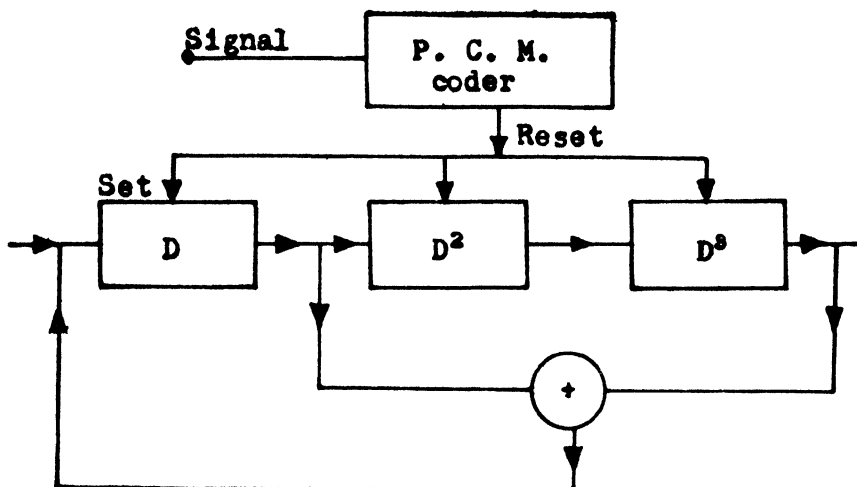 Signal
P. C. M.
coder
Reset
Set
D
D²
D³
+